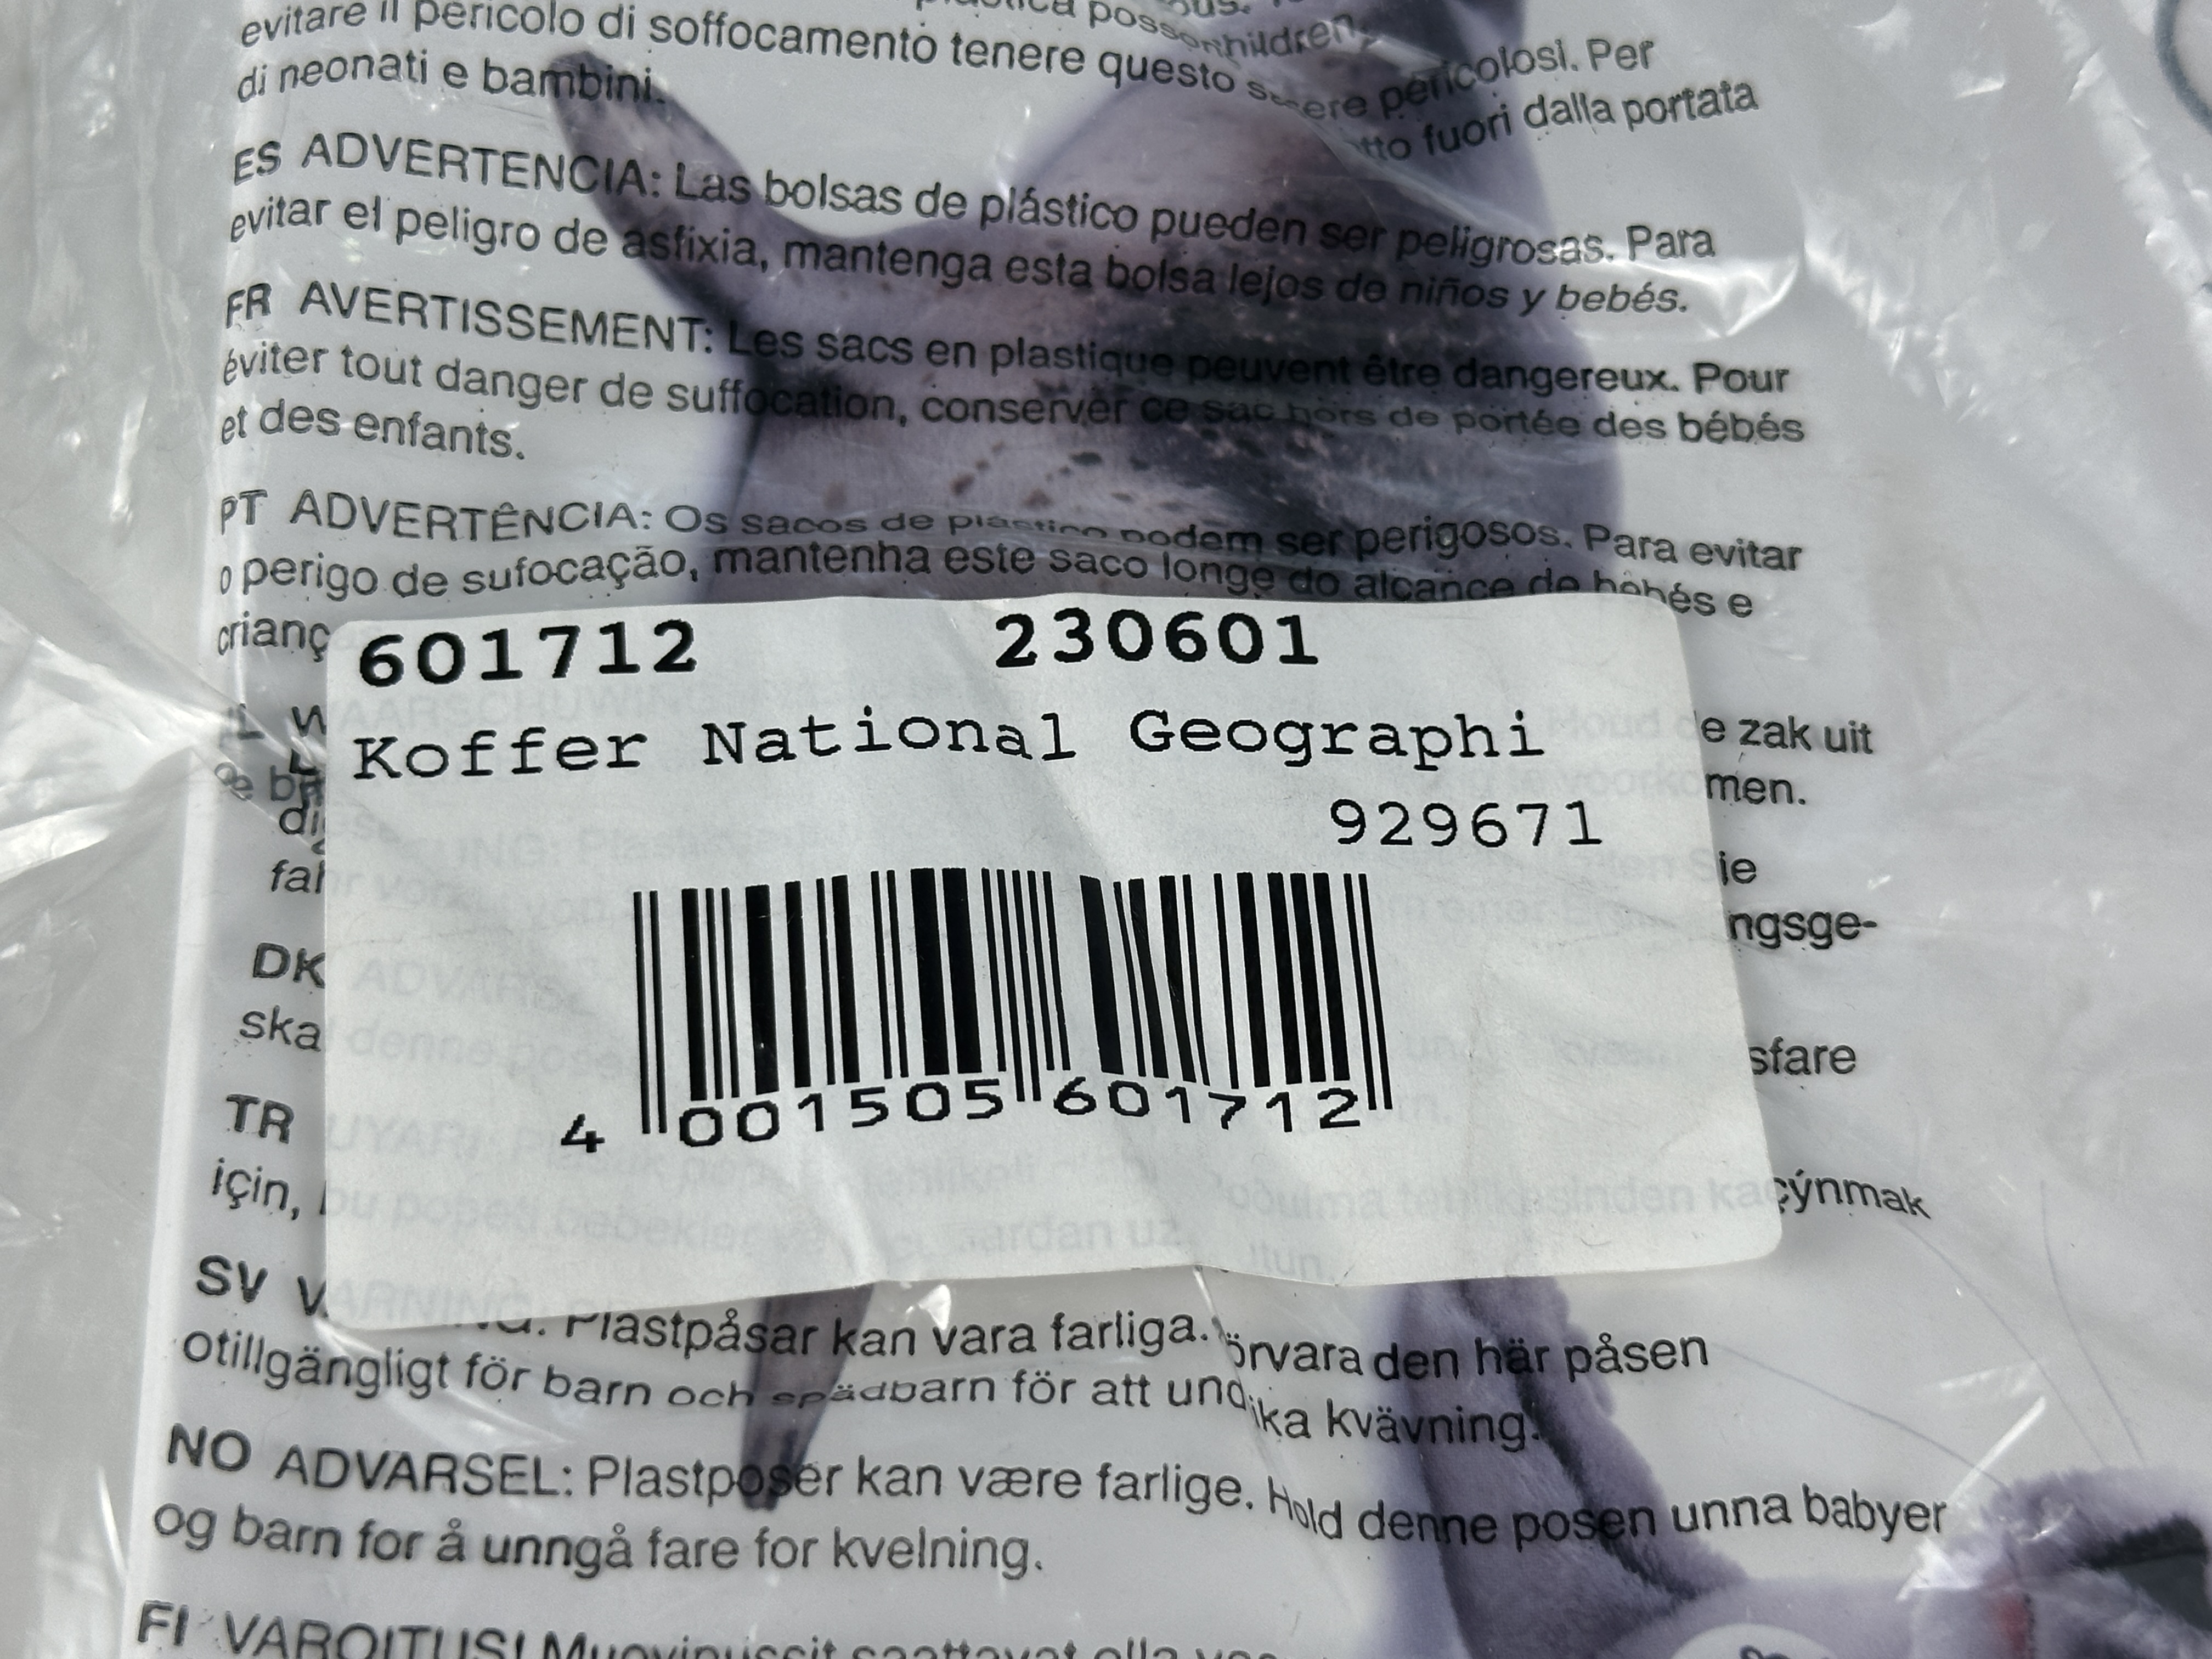 evitare il pericolo di soffocamento tenere questo
pericolosi. Per
fuori dalla portata
di neonati e bambini.
ES ADVERTENCIA: Las bolsas de plástico pueden ser peligrosas. Para
evitar el peligro de asfixia, mantenga esta bolsa lejos de niños y bebés.
FR AVERTISSEMENT: Les sacs en plastique peuvent être dangereux. Pour
éviter tout danger de suffocation, conserver ce sac hors de portée des bébés
et des enfants.
PT ADVERTÊNCIA: Os sacos de plástico podem ser perigosos. Para evitar
o perigo de sufocação, mantenha este saco longe do alcance de bebés e
601712 230601
Koffer National Geographi
929671
4 001505 601712
e zak uit
men.
ie
ngsge-
DK
ska
sfare
TR
için,
SV
Plastpåsar kan vara farliga. örvara den här påsen
otillgängligt för barn och spädbarn för att und ika kvävning.
NO ADVARSEL: Plastposer kan være farlige. Hold denne posen unna babyer
og barn for å unngå fare for kvelning.
FI VAROITUS!